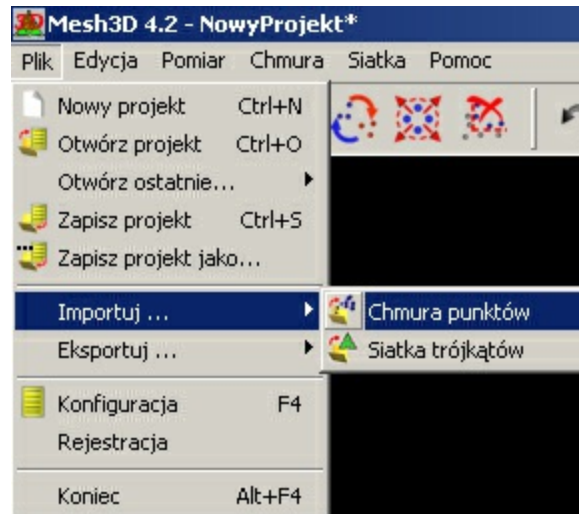 Mesh3D 4.2 - NowyProjekt*
Plik Edycja Pomiar Chmura Siatka Pomoc
Nowy projekt Ctrl+N
Otwórz projekt Ctrl+O
Otwórz ostatnie...
Zapisz projekt Ctrl+S
Zapisz projekt jako...
Importuj ... Chmura punktów
Eksportuj ... Siatka trójkątów
Konfiguracja F4
Rejestracja
Koniec Alt+F4